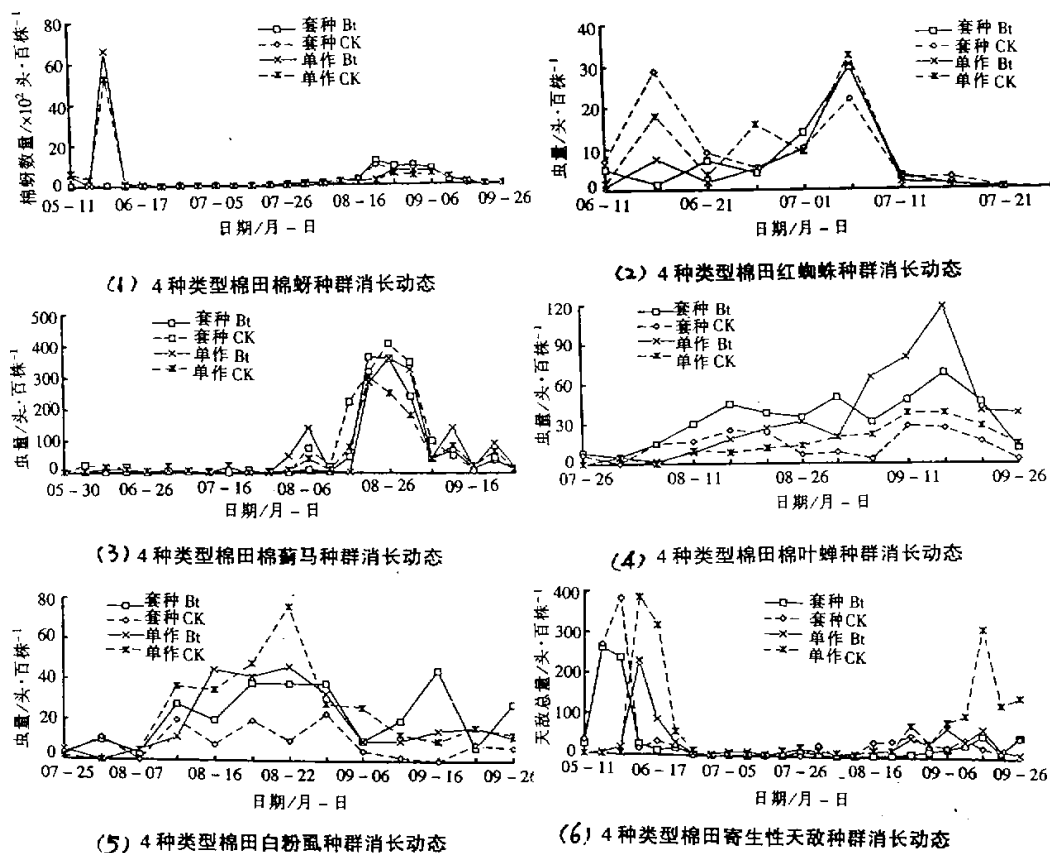 棉蚜数量/×10² 头·百株⁻¹
80
60
40
20
0
套种 Bt
套种 CK
单作 Bt
单作 CK
05-11 06-17 07-05 07-26 08-16 09-06 09-26
日期/月-日
(1) 4种类型棉田棉蚜种群消长动态
虫量/头·百株⁻¹
40
30
20
10
0
套种 Bt
套种 CK
单作 Bt
单作 CK
06-11 06-21 07-01 07-11 07-21
日期/月-日
(2) 4种类型棉田红蜘蛛种群消长动态
虫量/头·百株⁻¹
500
400
300
200
100
0
套种 Bt
套种 CK
单作 Bt
单作 CK
05-30 06-26 07-16 08-06 08-26 09-16
日期/月-日
(3) 4种类型棉田棉蓟马种群消长动态
虫量/头·百株⁻¹
120
90
60
30
0
套种 Bt
套种 CK
单作 Bt
单作 CK
07-26 08-11 08-26 09-11 09-26
日期/月-日
(4) 4种类型棉田棉叶蝉种群消长动态
虫量/头·百株⁻¹
80
60
40
20
0
套种 Bt
套种 CK
单作 Bt
单作 CK
07-25 08-07 08-16 08-22 09-06 09-16 09-26
日期/月-日
(5) 4种类型棉田白粉虱种群消长动态
天敌总量/头·百株⁻¹
400
300
200
100
0
套种 Bt
套种 CK
单作 Bt
单作 CK
05-11 06-17 07-05 07-26 08-16 09-06 09-26
日期/月-日
(6) 4种类型棉田寄生性天敌种群消长动态